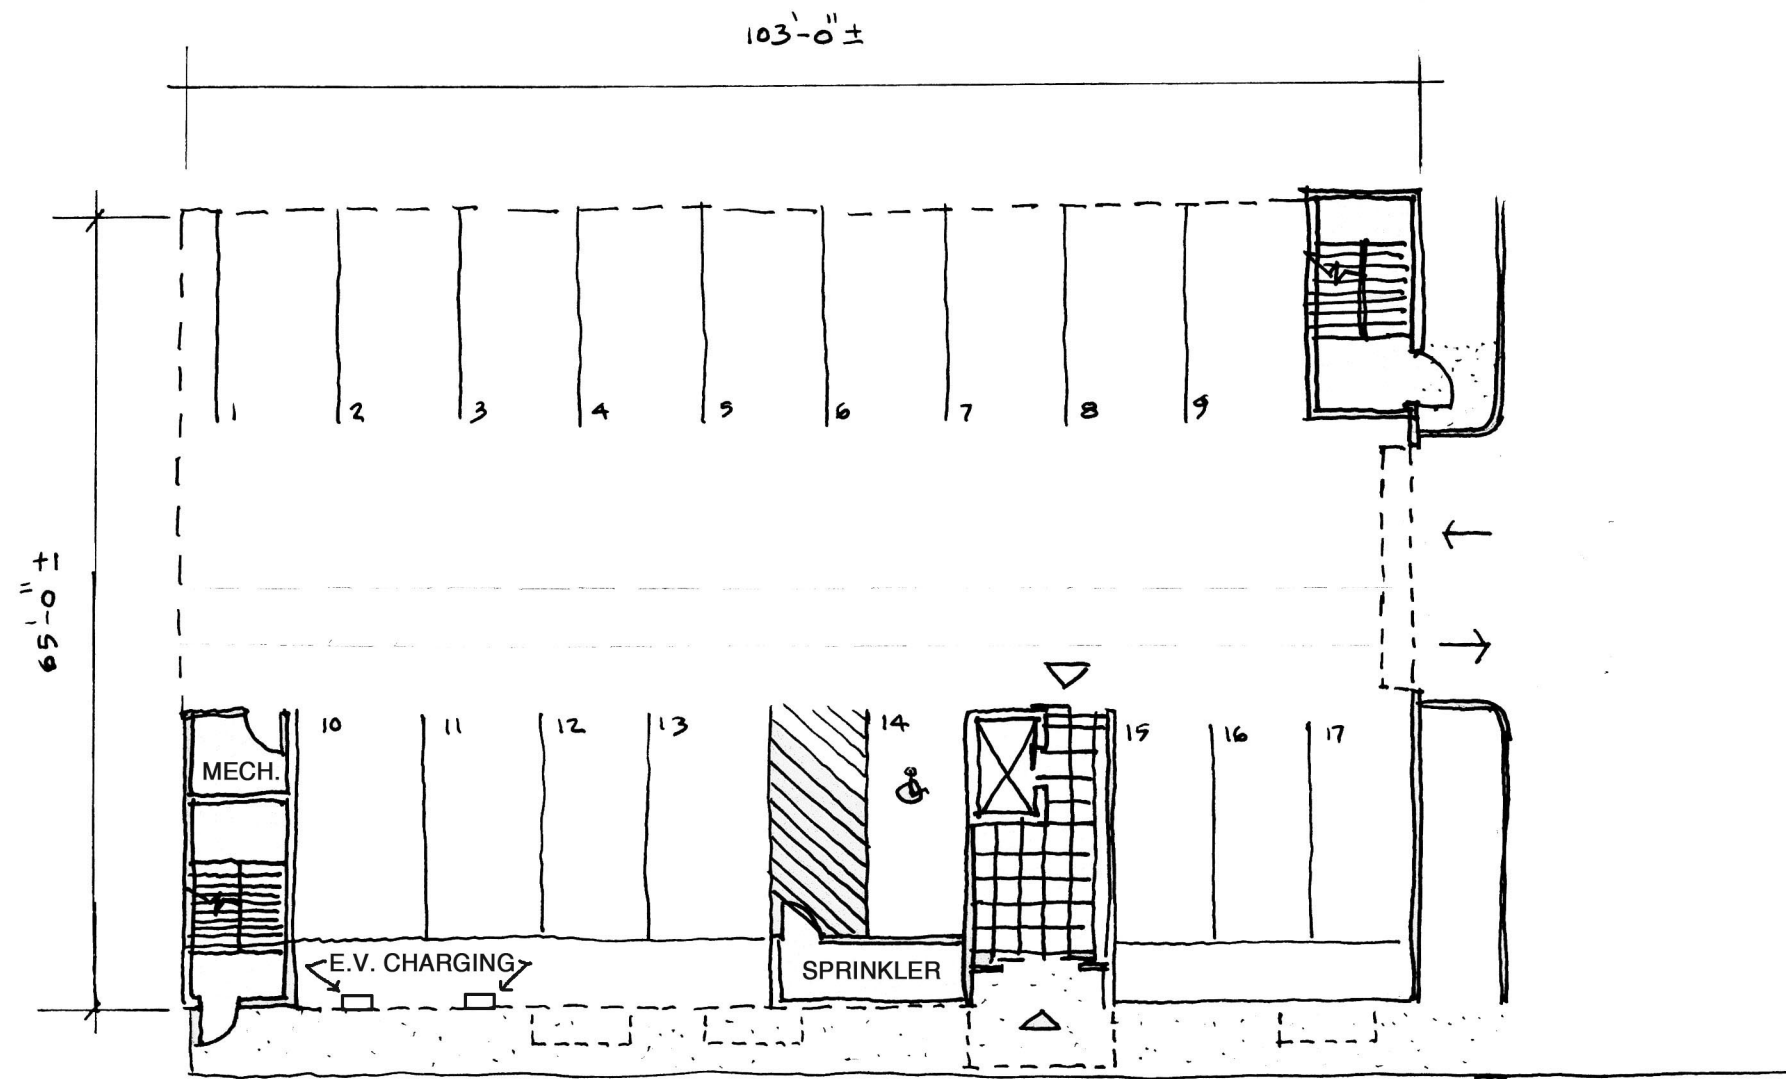 103'-0" ±
65'-0" ±
1 2 3 4 5 6 7 8 9
10 11 12 13 14 15 16 17
MECH.
E.V. CHARGING
SPRINKLER